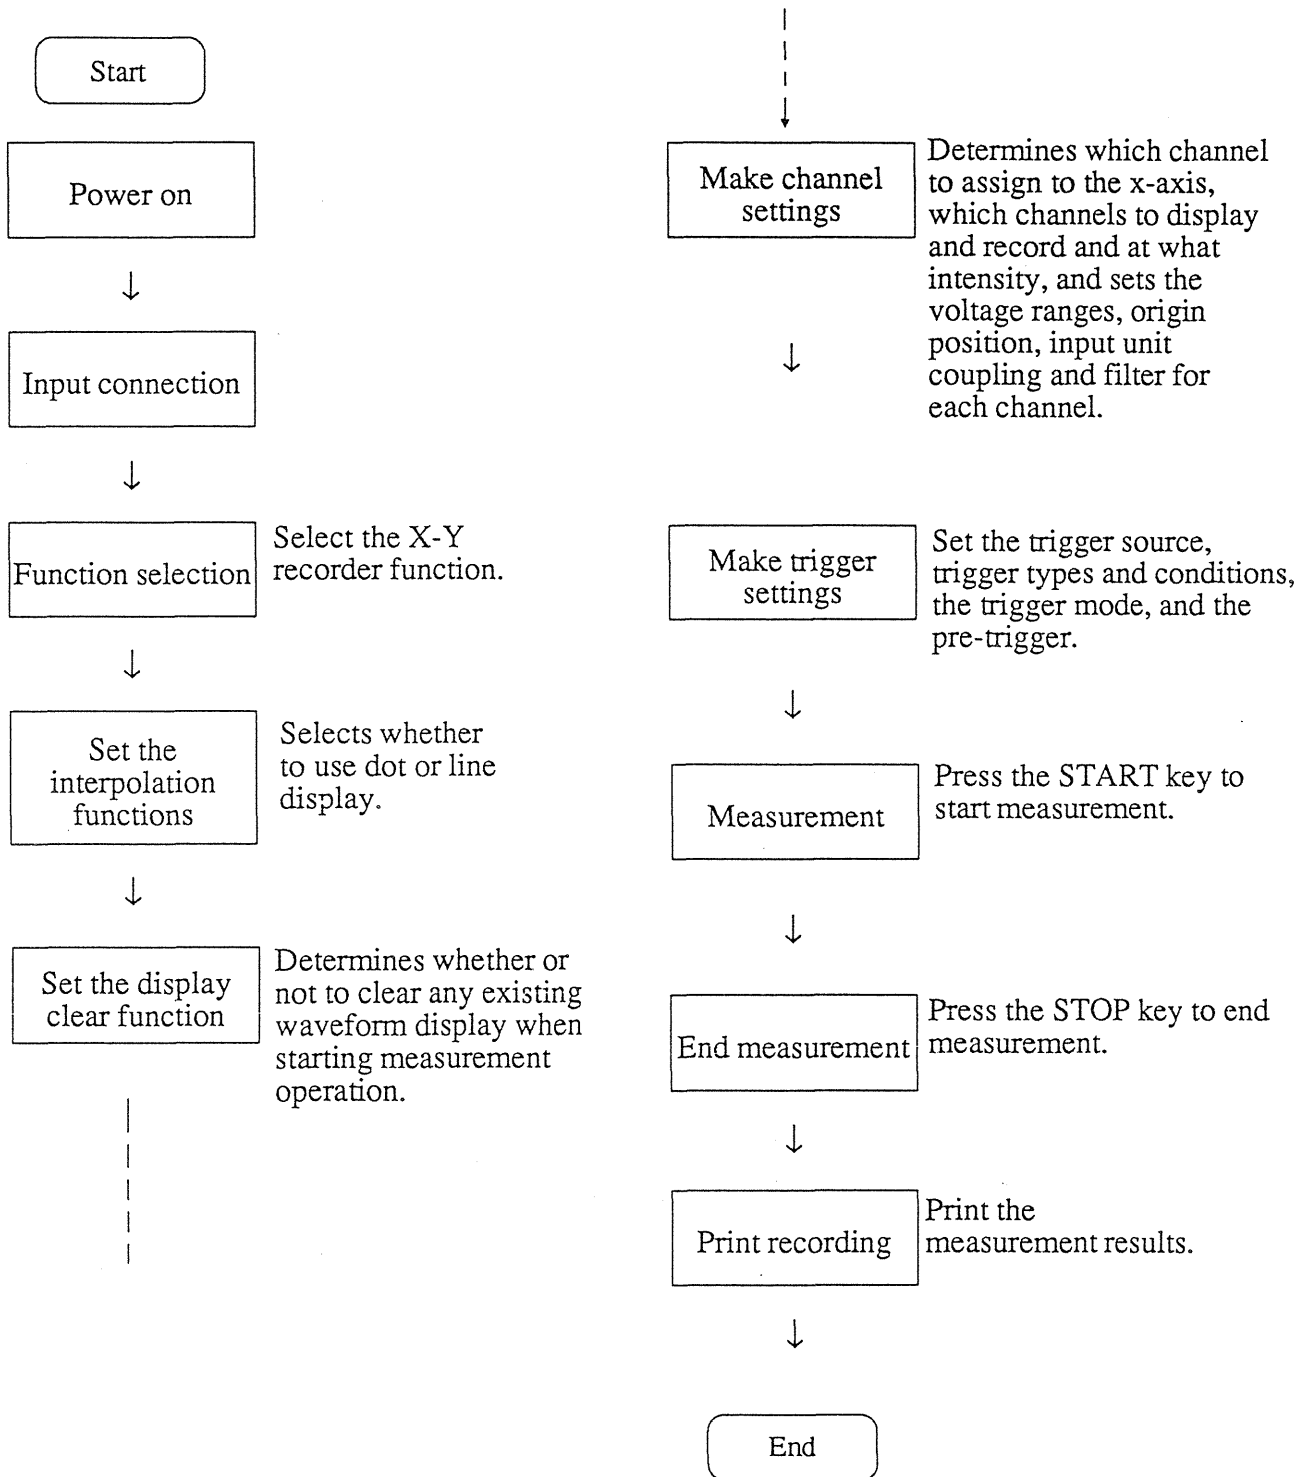 Start
Power on
Input connection
Function selection
Select the X-Y
recorder function.
Set the
interpolation
functions
Selects whether
to use dot or line
display.
Set the display
clear function
Determines whether or
not to clear any existing
waveform display when
starting measurement
operation.
Make channel
settings
Determines which channel
to assign to the x-axis,
which channels to display
and record and at what
intensity, and sets the
voltage ranges, origin
position, input unit
coupling and filter for
each channel.
Make trigger
settings
Set the trigger source,
trigger types and conditions,
the trigger mode, and the
pre-trigger.
Measurement
Press the START key to
start measurement.
End measurement
Press the STOP key to end
measurement.
Print recording
Print the
measurement results.
End